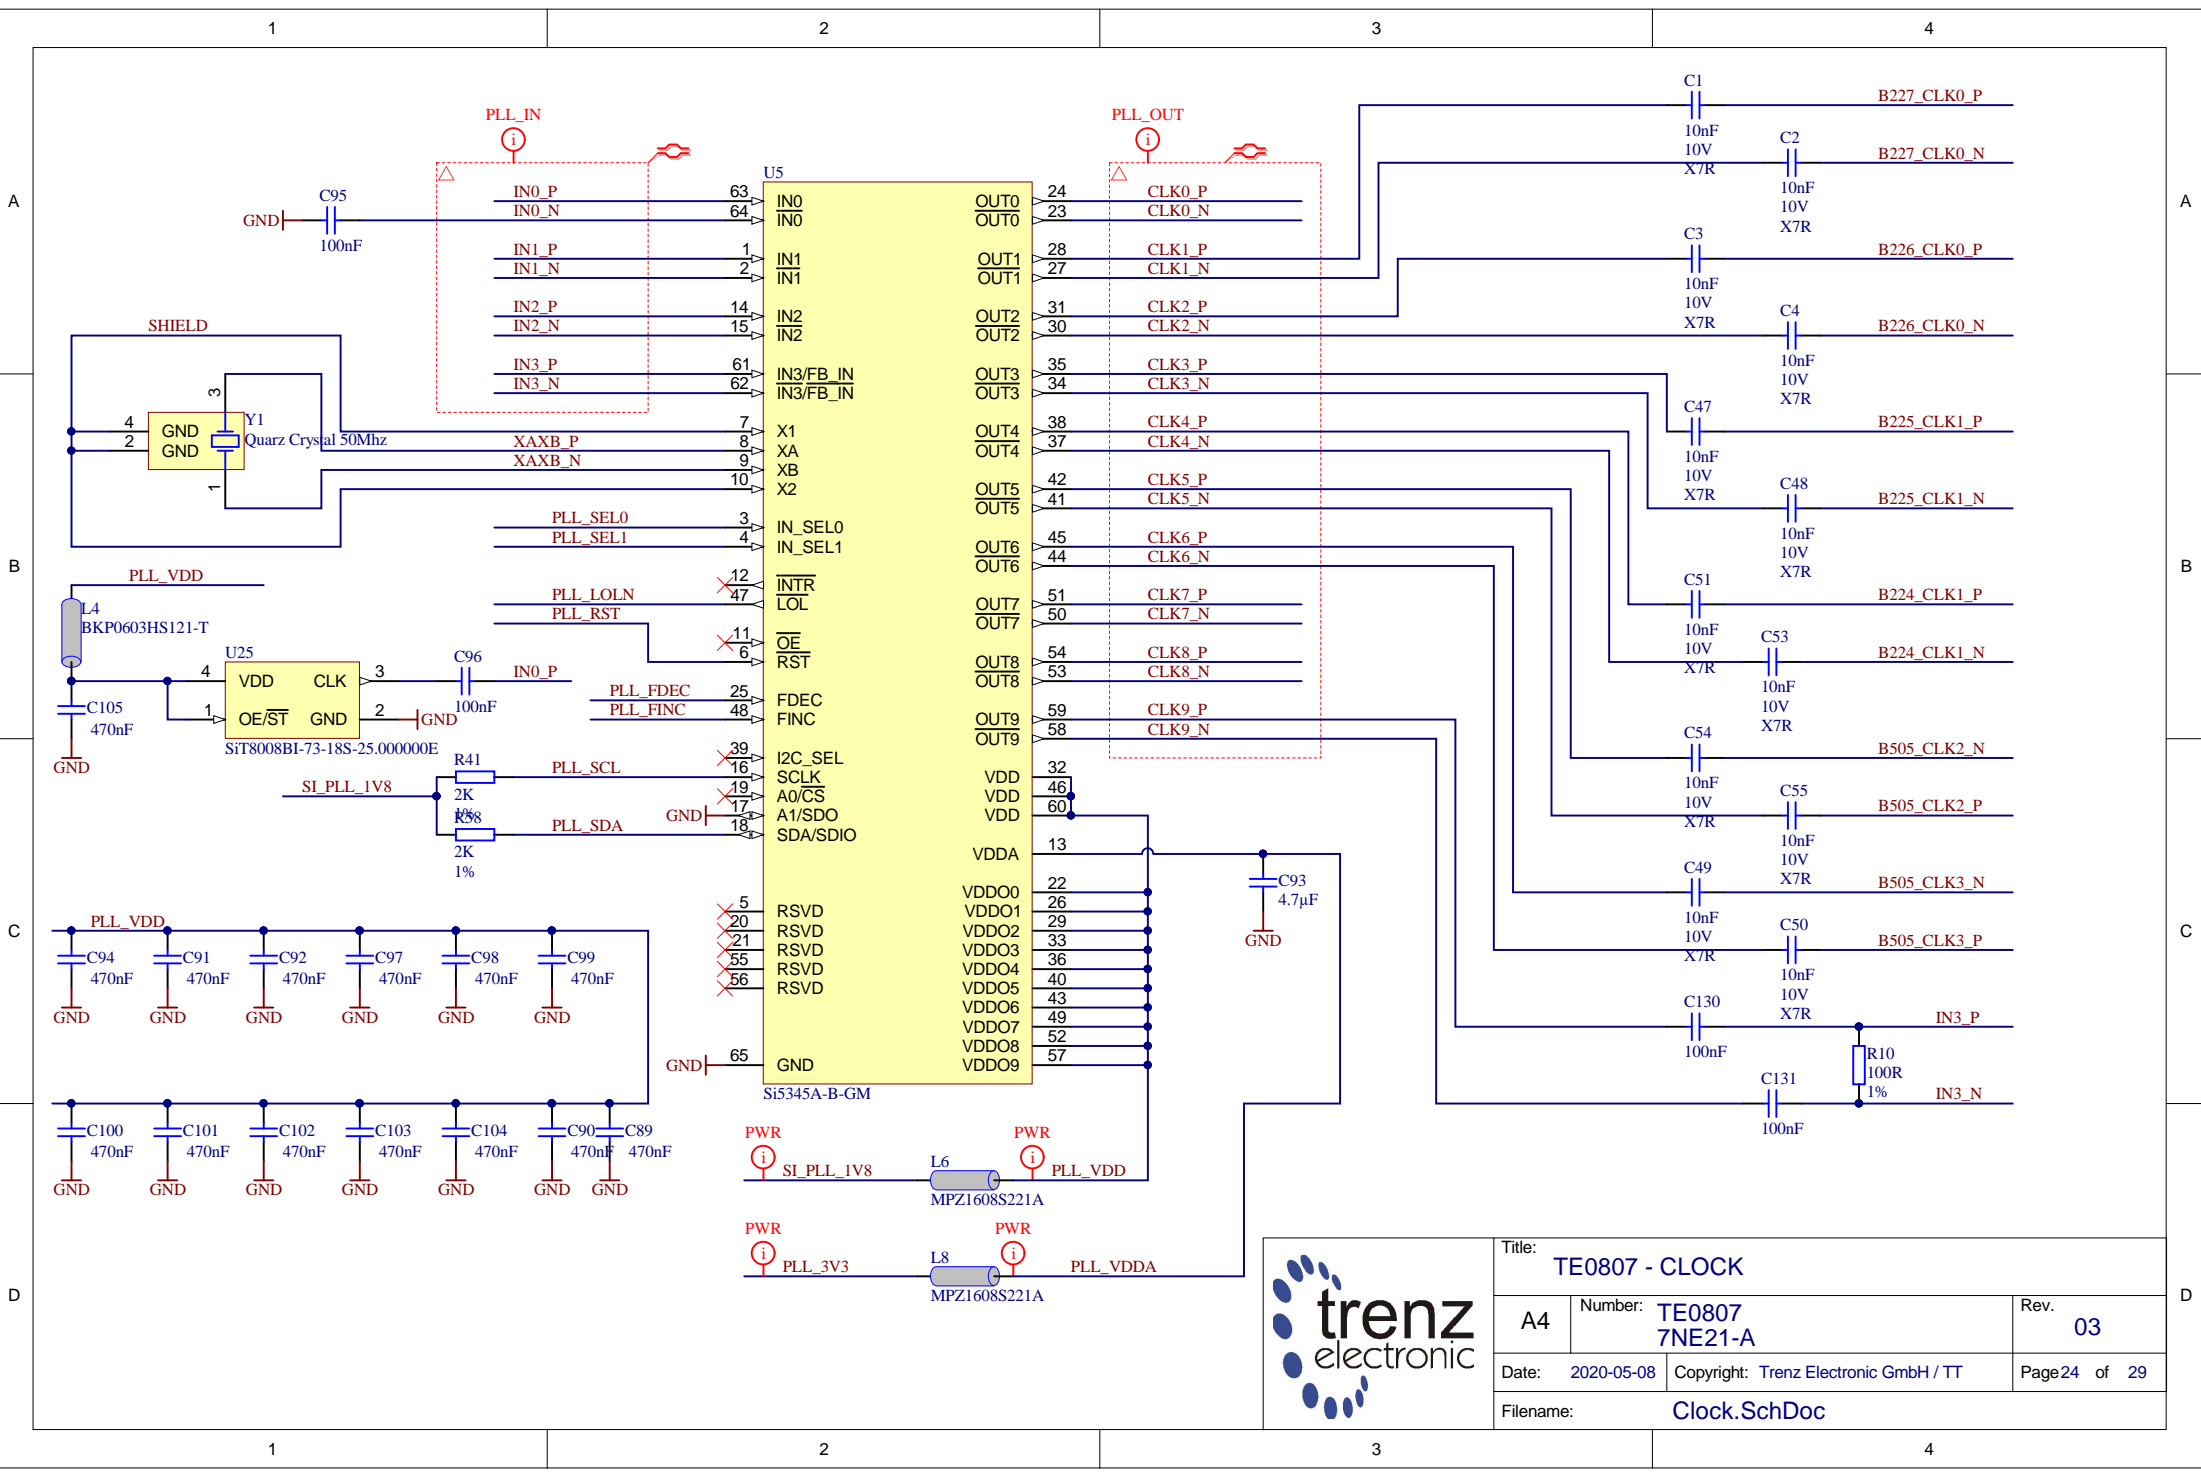 1 2 3 4
A A
B B
C C
D D
1 2 3 4
PLL_IN
C95
GND
100nF
IN0_P
IN0_N
IN1_P
IN1_N
IN2_P
IN2_N
IN3_P
IN3_N
SHIELD
3
4 GND
2 GND
1
Y1
Quarz Crystal 50Mhz
XAXB_P
XAXB_N
PLL_SEL0
PLL_SEL1
PLL_LOLN
PLL_RST
PLL_VDD
L4
BKP0603HS121-T
U25
4 VDD CLK 3
1 OE/ST GND 2 GND
SiT8008BI-73-18S-25.000000E
C96
100nF
IN0_P
C105
470nF
GND
PLL_FDEC
PLL_FINC
SI_PLL_1V8
R41
2K
1%
PLL_SCL
R58
2K
1%
PLL_SDA
GND
PLL_VDD
C94 C91 C92 C97 C98 C99
470nF 470nF 470nF 470nF 470nF 470nF
GND GND GND GND GND GND
C100 C101 C102 C103 C104 C90 C89
470nF 470nF 470nF 470nF 470nF 470nF 470nF
GND GND GND GND GND GND GND
U5
63 IN0
64 IN0
1 IN1
2 IN1
14 IN2
15 IN2
61 IN3/FB_IN
62 IN3/FB_IN
7 X1
8 XA
9 XB
10 X2
3 IN_SEL0
4 IN_SEL1
12 INTR
47 LOL
11 OE
6 RST
25 FDEC
48 FINC
39 I2C_SEL
16 SCLK
19 A0/CS
17 A1/SDO
18 SDA/SDIO
5 RSVD
20 RSVD
21 RSVD
55 RSVD
56 RSVD
GND 65 GND
Si5345A-B-GM
PLL_OUT
OUT0 24 CLK0_P
OUT0 23 CLK0_N
OUT1 28 CLK1_P
OUT1 27 CLK1_N
OUT2 31 CLK2_P
OUT2 30 CLK2_N
OUT3 35 CLK3_P
OUT3 34 CLK3_N
OUT4 38 CLK4_P
OUT4 37 CLK4_N
OUT5 42 CLK5_P
OUT5 41 CLK5_N
OUT6 45 CLK6_P
OUT6 44 CLK6_N
OUT7 51 CLK7_P
OUT7 50 CLK7_N
OUT8 54 CLK8_P
OUT8 53 CLK8_N
OUT9 59 CLK9_P
OUT9 58 CLK9_N
VDD 32
VDD 46
VDD 60
VDDA 13
VDDO0 22
VDDO1 26
VDDO2 29
VDDO3 33
VDDO4 36
VDDO5 40
VDDO6 43
VDDO7 49
VDDO8 52
VDDO9 57
C93
4.7µF
GND
PWR PWR
SI_PLL_1V8 L6 PLL_VDD
MPZ1608S221A
PWR PWR
PLL_3V3 L8 PLL_VDDA
MPZ1608S221A
C1
10nF
10V
X7R
B227_CLK0_P
C2
10nF
10V
X7R
B227_CLK0_N
C3
10nF
10V
X7R
B226_CLK0_P
C4
10nF
10V
X7R
B226_CLK0_N
C47
10nF
10V
X7R
B225_CLK1_P
C48
10nF
10V
X7R
B225_CLK1_N
C51
10nF
10V
X7R
B224_CLK1_P
C53
10nF
10V
X7R
B224_CLK1_N
C54
10nF
10V
X7R
B505_CLK2_N
C55
10nF
10V
X7R
B505_CLK2_P
C49
10nF
10V
X7R
B505_CLK3_N
C50
10nF
10V
X7R
B505_CLK3_P
C130
100nF
IN3_P
R10
100R
1%
C131
100nF
IN3_N
trenz
electronic
Title:
TE0807 - CLOCK
A4
Number: TE0807
7NE21-A
Rev.
03
Date: 2020-05-08 Copyright: Trenz Electronic GmbH / TT Page 24 of 29
Filename: Clock.SchDoc